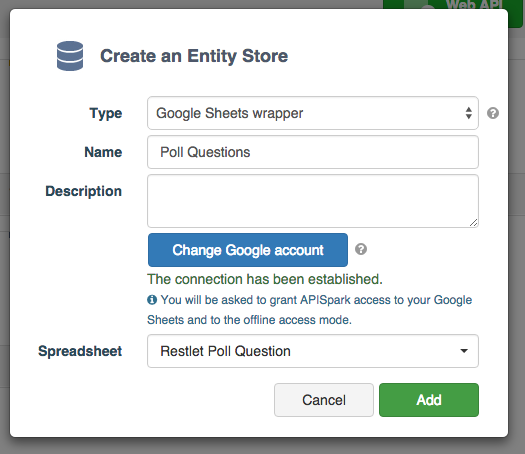 Web API
Create an Entity Store
Type Google Sheets wrapper
Name Poll Questions
Description
Change Google account
The connection has been established.
You will be asked to grant APISpark access to your Google
Sheets and to the offline access mode.
Spreadsheet Restlet Poll Question
Cancel Add